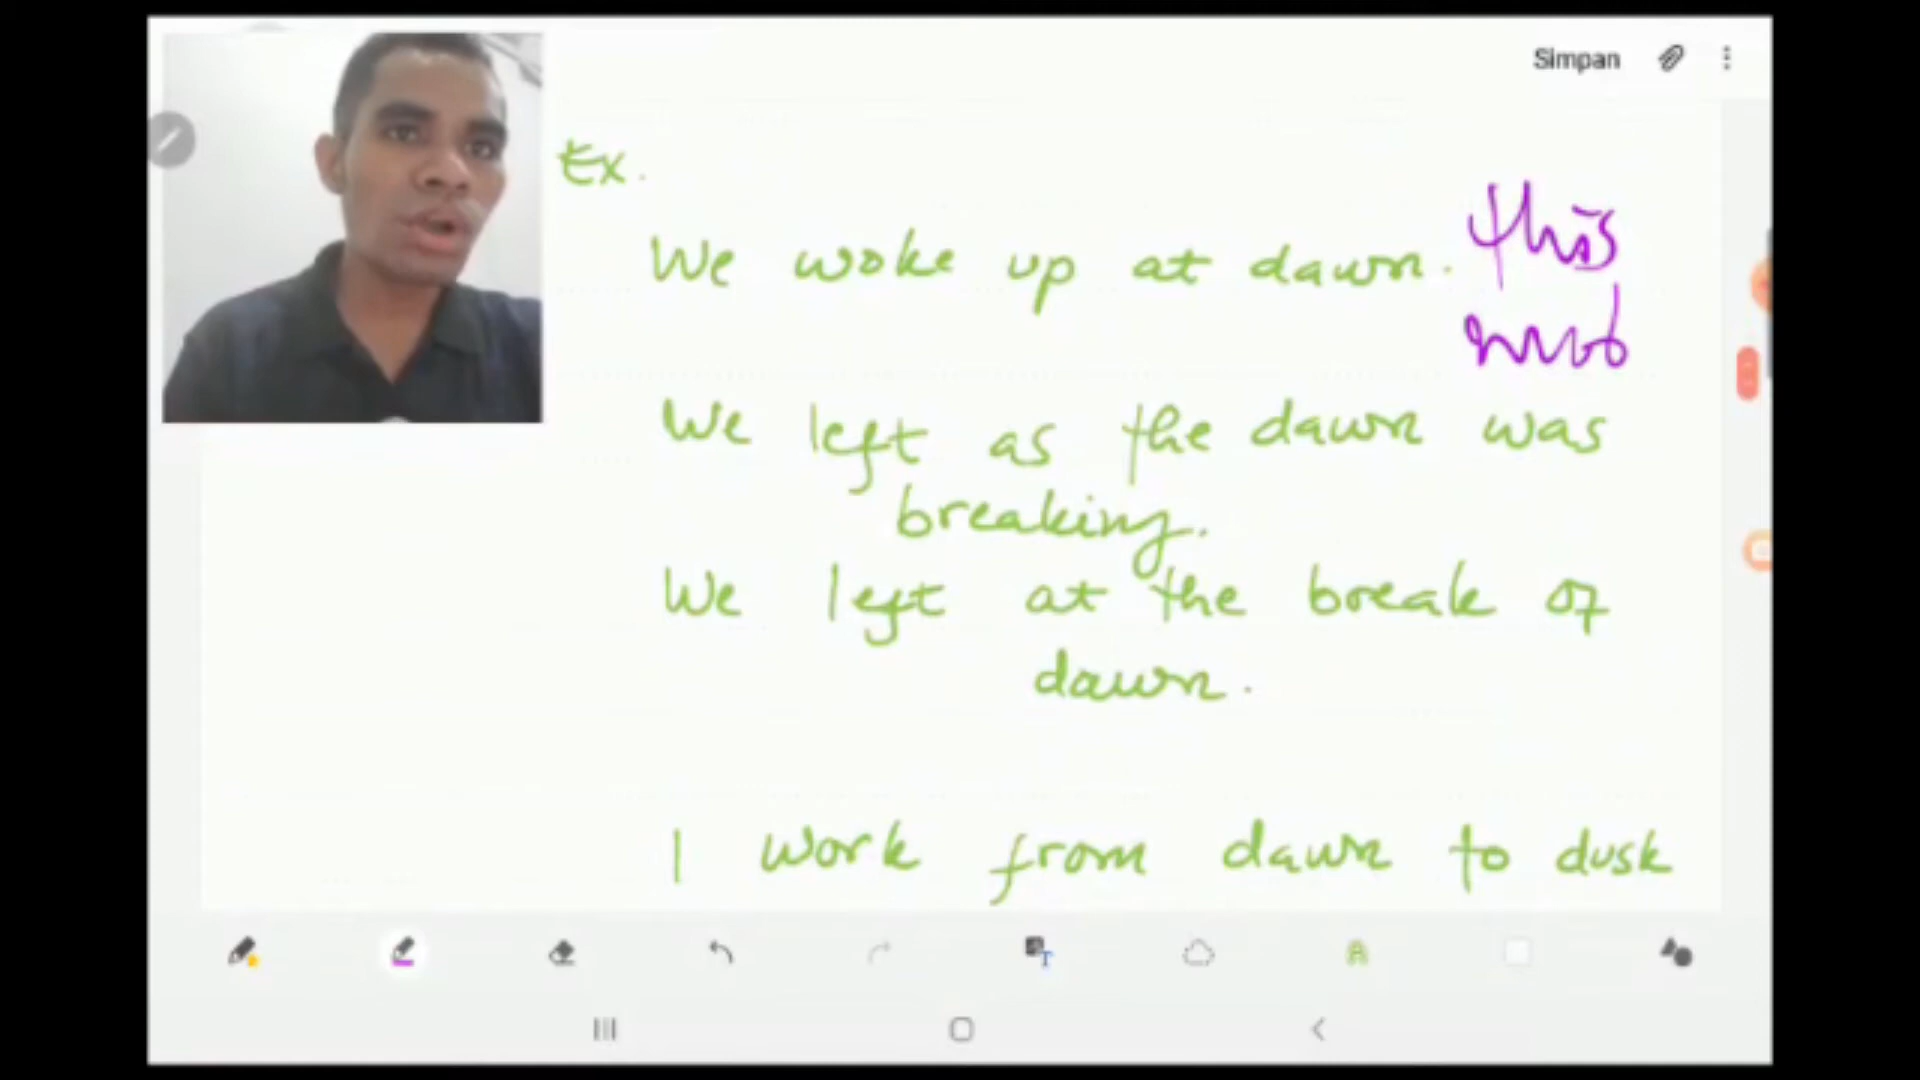 Simpan
Ex.
We woke up at dawn. this
We left as the dawn was
breaking.
We left at the break of
dawn.
I work from dawn to dusk